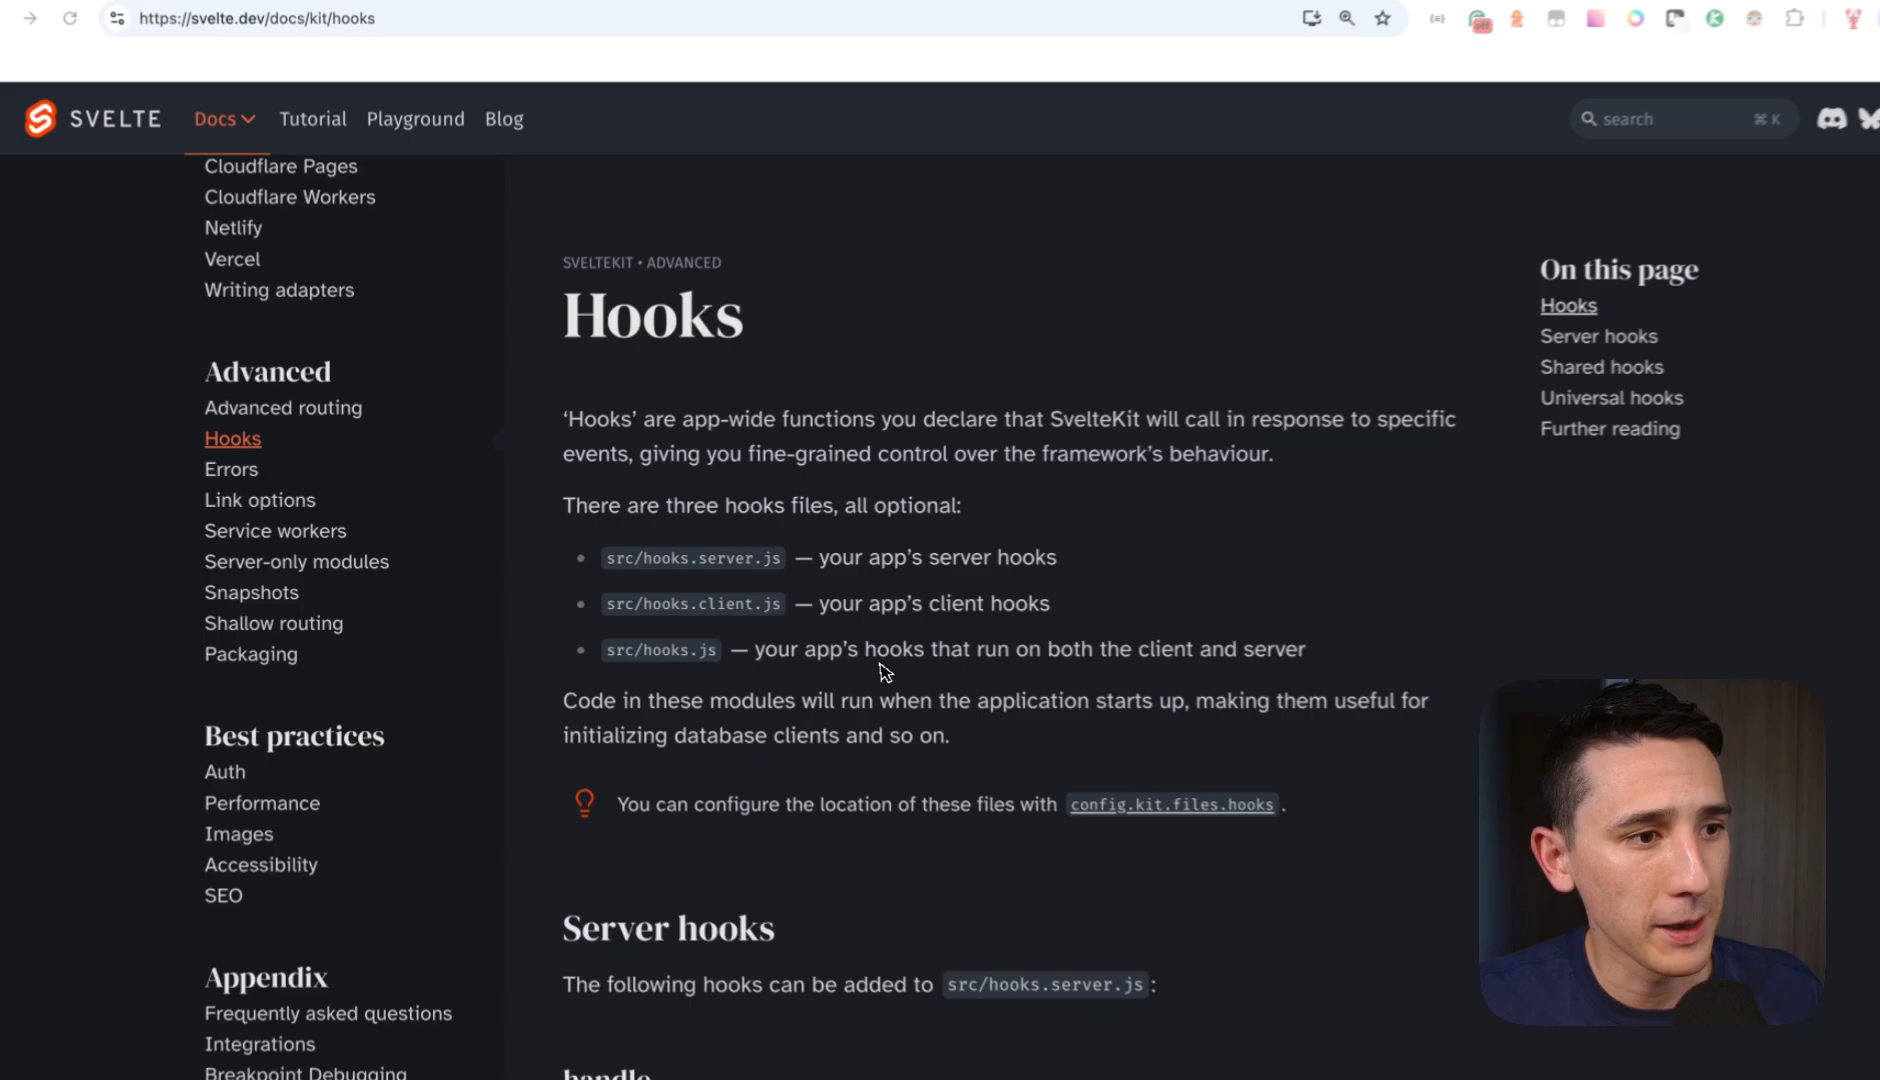 https://svelte.dev/docs/kit/hooks
SVELTE
Docs
Tutorial
Playground
Blog
search
⌘ K
Cloudflare Pages
Cloudflare Workers
Netlify
Vercel
Writing adapters
Advanced
Advanced routing
Hooks
Errors
Link options
Service workers
Server-only modules
Snapshots
Shallow routing
Packaging
Best practices
Auth
Performance
Images
Accessibility
SEO
Appendix
Frequently asked questions
Integrations
Breakpoint Debugging
SVELTEKIT • ADVANCED
Hooks
‘Hooks’ are app-wide functions you declare that SvelteKit will call in response to specific
events, giving you fine-grained control over the framework’s behaviour.
There are three hooks files, all optional:
src/hooks.server.js — your app’s server hooks
src/hooks.client.js — your app’s client hooks
src/hooks.js — your app’s hooks that run on both the client and server
Code in these modules will run when the application starts up, making them useful for
initializing database clients and so on.
You can configure the location of these files with config.kit.files.hooks.
Server hooks
The following hooks can be added to src/hooks.server.js:
handle
On this page
Hooks
Server hooks
Shared hooks
Universal hooks
Further reading